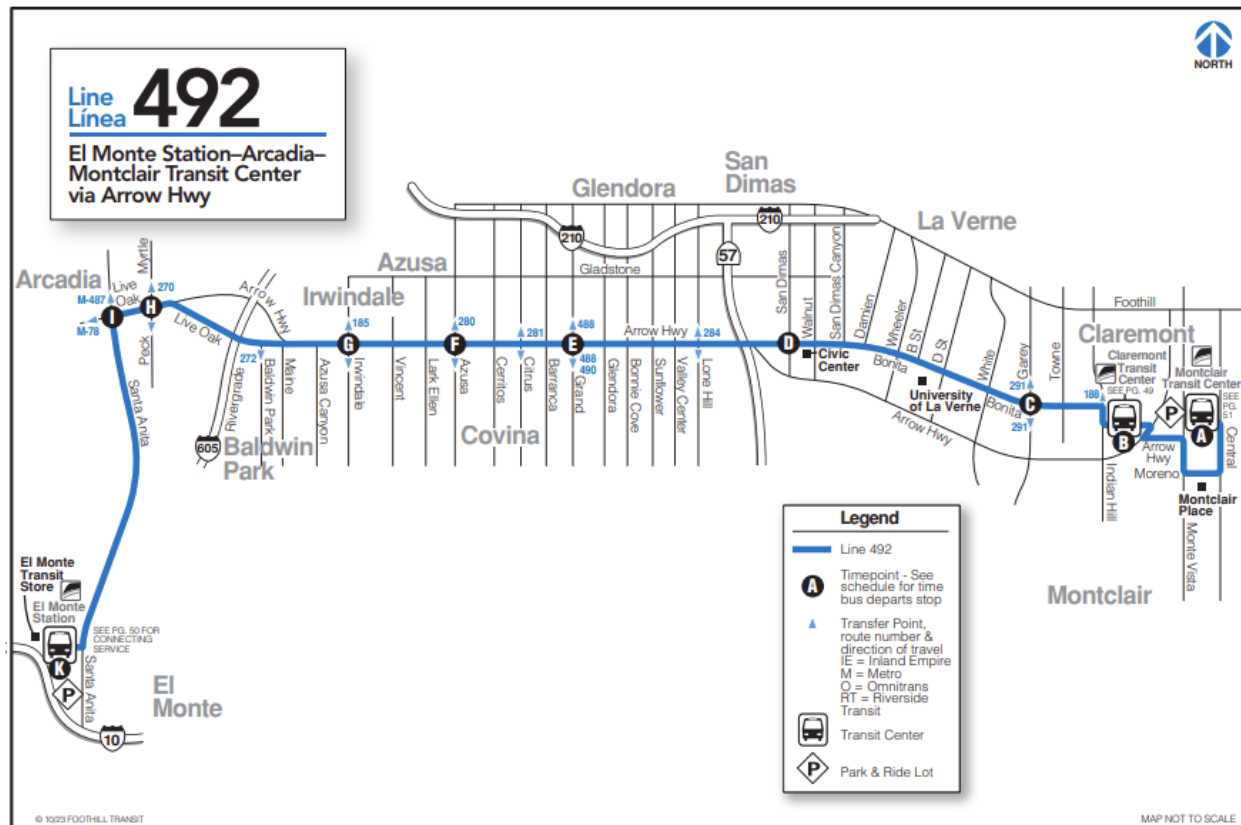 Line
Línea
492
El Monte Station–Arcadia–
Montclair Transit Center
via Arrow Hwy
NORTH
San
Dimas
Glendora
210
210
La Verne
57
Azusa
Gladstone
Arcadia
Myrtle
Live
Oak
M-487
M-78
270
I
H
Peck
Live Oak
Arrow Hwy
Irwindale
185
280
281
488
Arrow Hwy
284
San Dimas
Walnut
San Dimas Canyon
Damien
Wheeler
B St
D St
White
Garey
Towne
Foothill
Claremont
Claremont
Transit
Center
SEE PG. 49
Montclair
Transit Center
SEE
PG.
51
G
F
E
D
C
B
A
P
272
488
490
Civic
Center
Bonita
University
of La Verne
Bonita
291
291
188
Arrow Hwy
Arrow
Hwy
Moreno
Central
Indian Hill
Montclair
Place
Monte Vista
Montclair
Santa Anita
Rivergrade
605
Baldwin
Park
Baldwin Park
Maine
Azusa Canyon
Irwindale
Vincent
Lark Ellen
Azusa
Cerritos
Citrus
Barranca
Grand
Glendora
Bonnie Cove
Sunflower
Valley Center
Lone Hill
Covina
El Monte
Transit
Store
El Monte
Station
SEE PG. 50 FOR
CONNECTING
SERVICE
K
P
Santa Anita
El
Monte
10
Legend
Line 492
A
Timepoint - See
schedule for time
bus departs stop
Transfer Point,
route number &
direction of travel
IE = Inland Empire
M = Metro
O = Omnitrans
RT = Riverside
Transit
Transit Center
P
Park & Ride Lot
© 10/23 FOOTHILL TRANSIT
MAP NOT TO SCALE